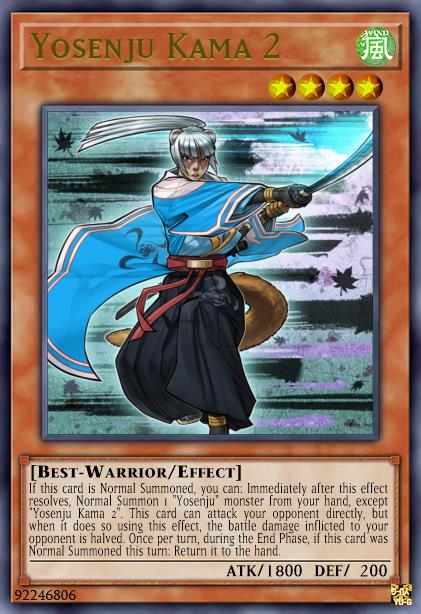 Yosenju Kama 2
WIND
風
[Best-Warrior/Effect]
If this card is Normal Summoned, you can: Immediately after this effect
resolves, Normal Summon 1 "Yosenju" monster from your hand, except
"Yosenju Kama 2". This card can attack your opponent directly, but
when it does so using this effect, the battle damage inflicted to your
opponent is halved. Once per turn, during the End Phase, if this card was
Normal Summoned this turn: Return it to the hand.
ATK/1800 DEF/ 200
92246806